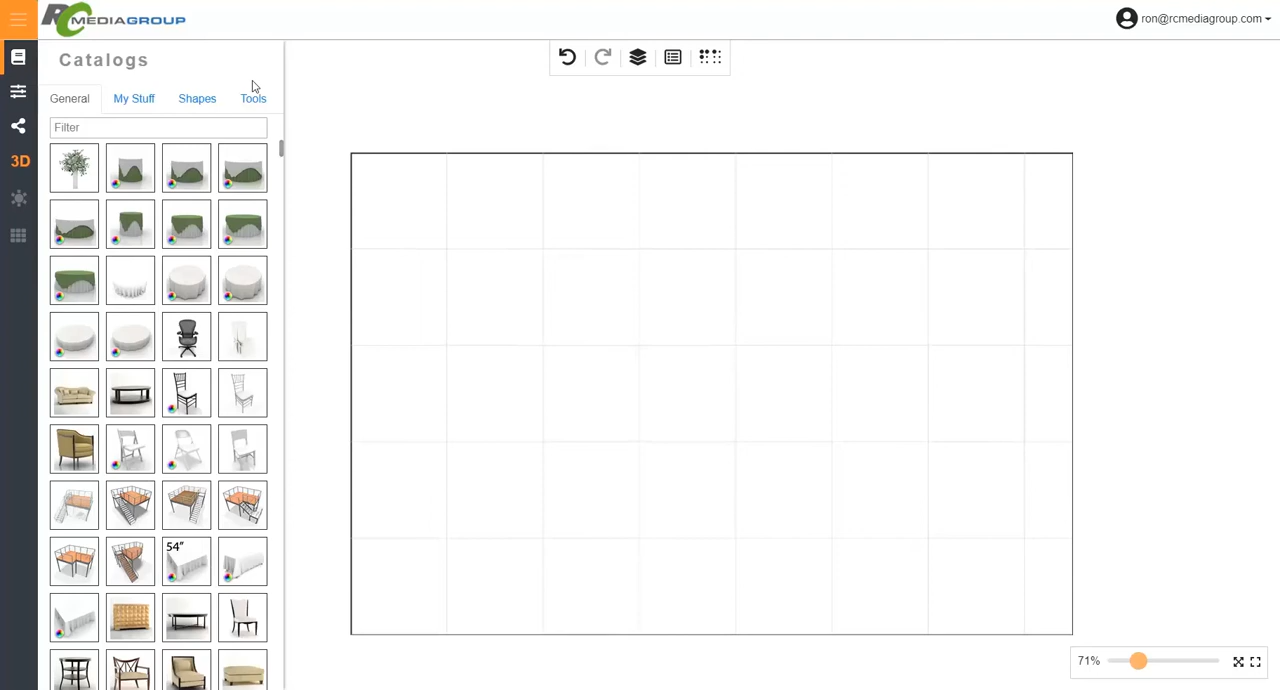 RC MEDIAGROUP
ron@rcmediagroup.com
Catalogs
General My Stuff Shapes Tools
Filter
3D
54"
71%